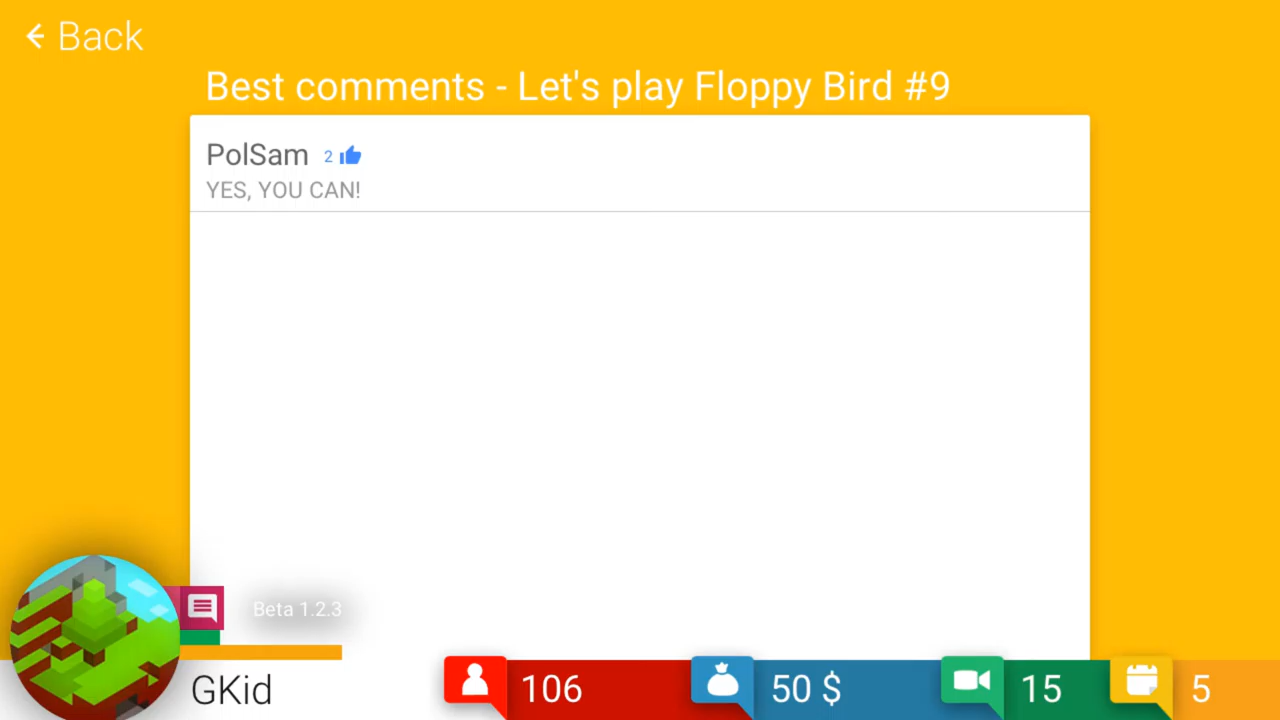 Back
Best comments - Let's play Floppy Bird #9
PolSam 2
YES, YOU CAN!
Beta 1.2.3
GKid
106
50 $
15
5